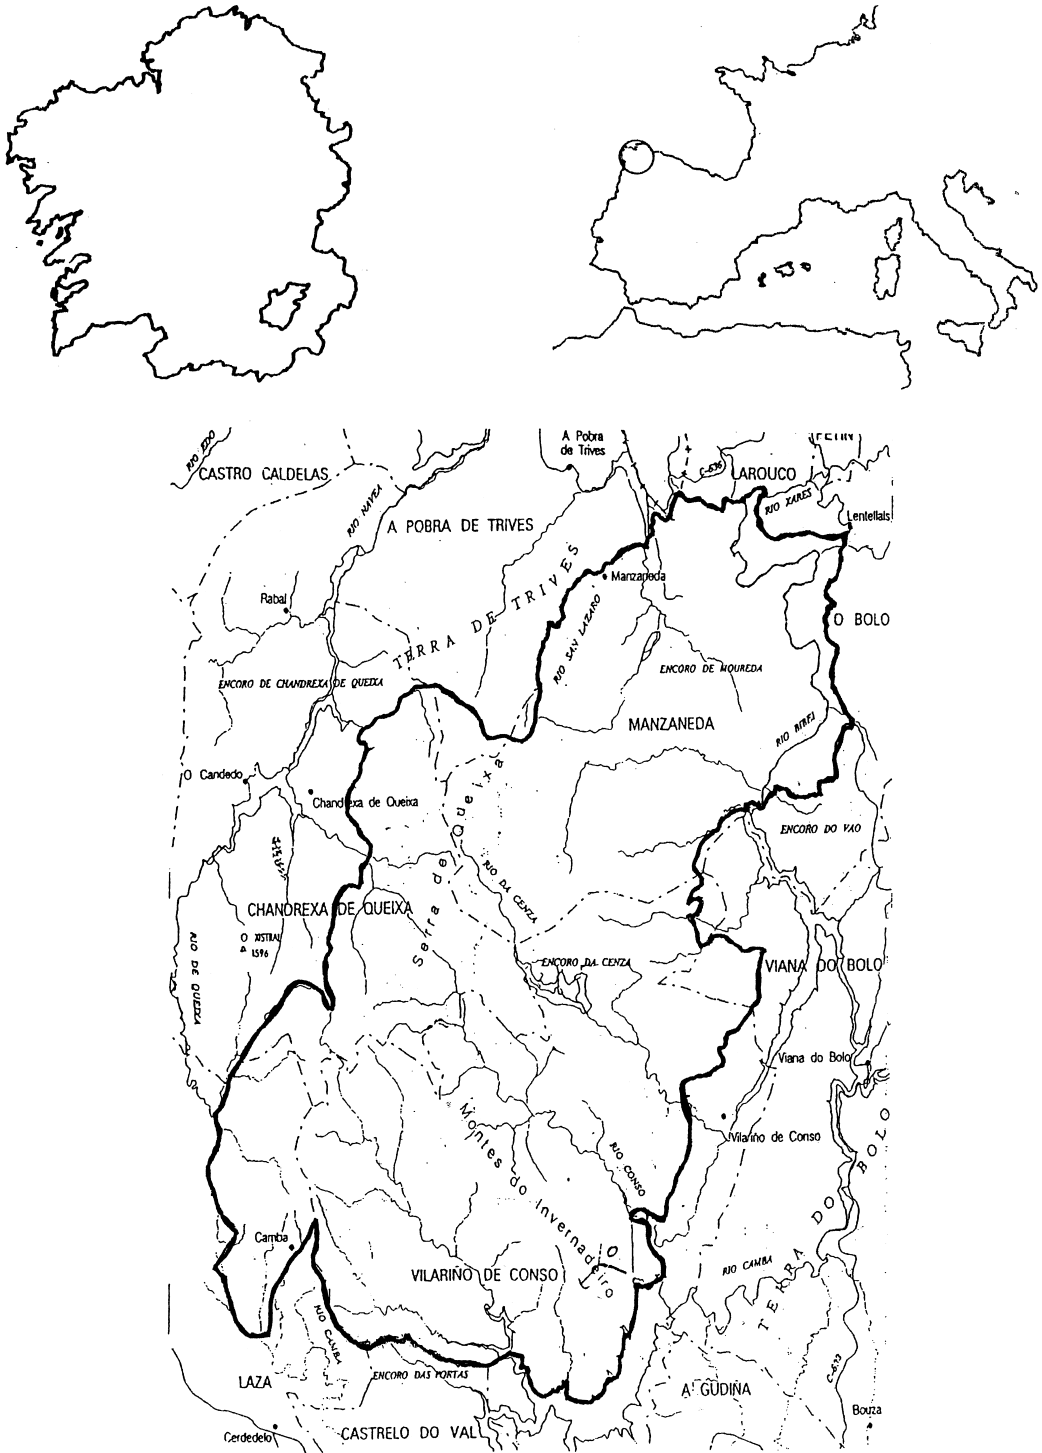 A Pobra
de Trives
RIO EDO
CASTRO CALDELAS
C-536
LAROUCO
RIO NAVEA
RIO XARES
A POBRA DE TRIVES
Lentellais
Manzaneda
Rabal
TERRA DE TRIVES
RIO SAN LAZARO
O BOLO
ENCORO DE CHANDREXA DE QUEIXA
ENCORO DE MOUREDA
MANZANEDA
RIO BIBEI
O Candedo
Chandrexa de Queixa
Serra de Queixa
ENCORO DO VAO
RIO DA CENZA
CHANDREXA DE QUEIXA
O XISTRAL
1596
RIO DE QUEIXA
ENCORO DA CENZA
VIANA DO BOLO
Viana do Bolo
Vilariño de Conso
Montes do Invernadeiro
RIO CONSO
TERRA DO BOLO
Camba
VILARIÑO DE CONSO
RIO CAMBA
RIO CAMBA
ENCORO DAS PORTAS
LAZA
A GUDIÑA
Bouza
Cerdedelo
CASTRELO DO VAL